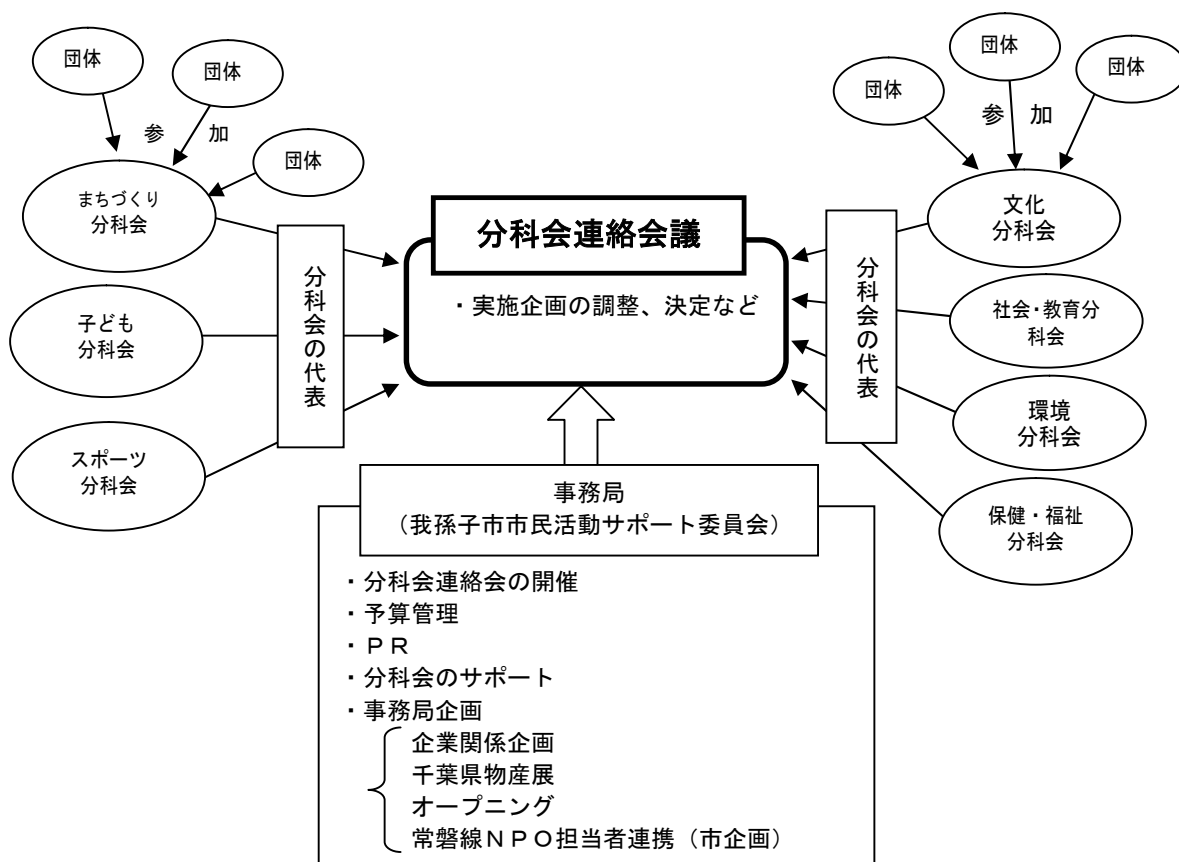 団体
団体
団体
参 加
まちづくり
分科会
子ども
分科会
スポーツ
分科会
分科会の代表
分科会連絡会議
・実施企画の調整、決定など
分科会の代表
団体
団体
団体
参 加
文化
分科会
社会・教育分
科会
環境
分科会
保健・福祉
分科会
事務局
（我孫子市市民活動サポート委員会）
・分科会連絡会の開催
・予算管理
・ＰＲ
・分科会のサポート
・事務局企画
企業関係企画
千葉県物産展
オープニング
常磐線ＮＰＯ担当者連携（市企画）